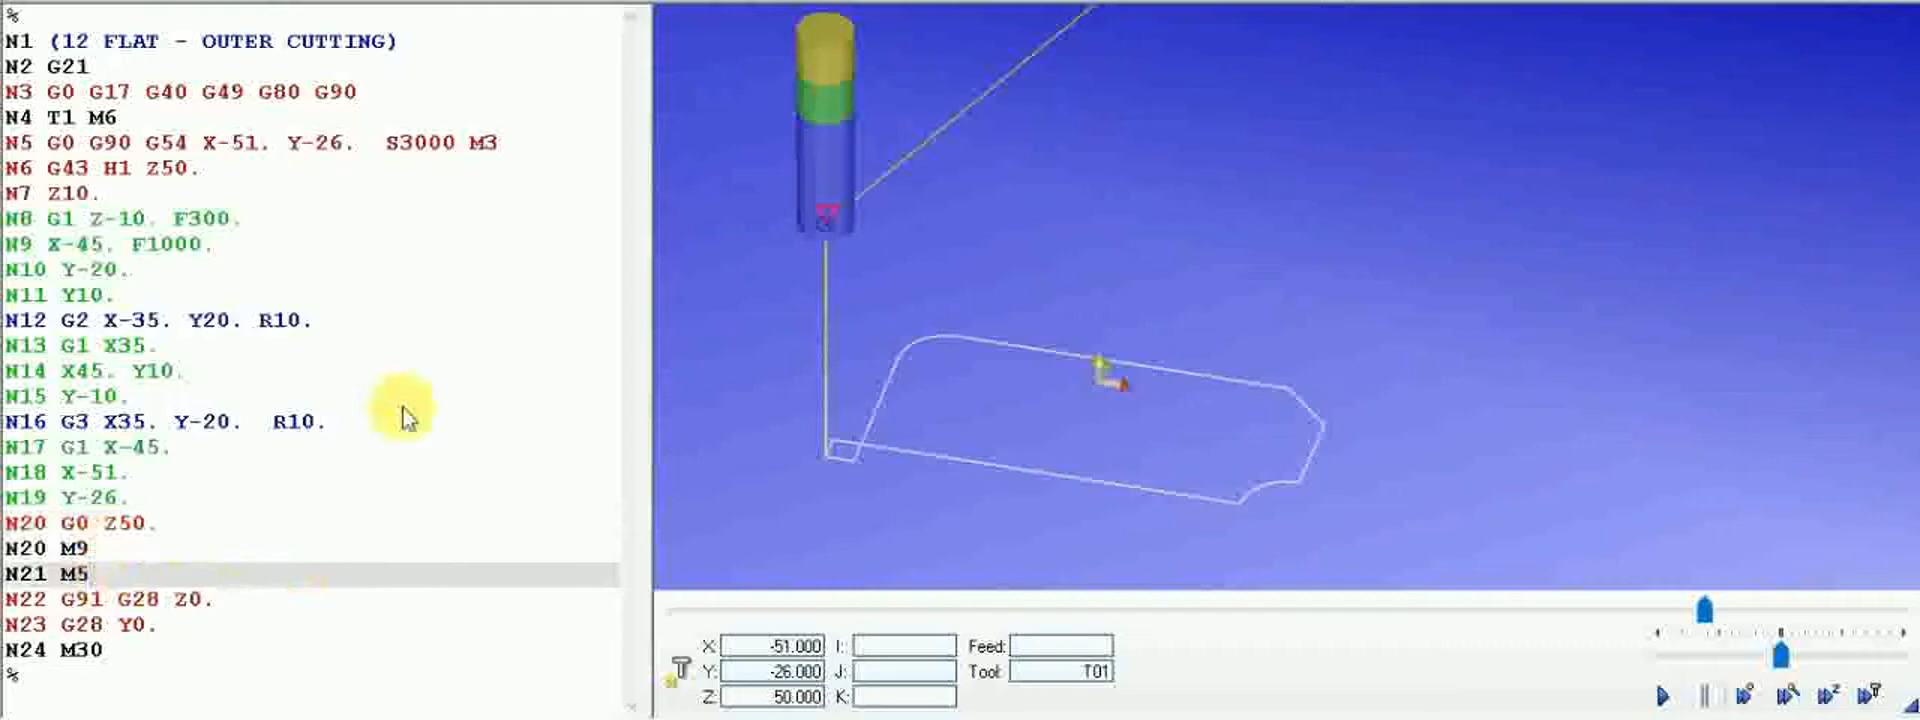 %
N1 (12 FLAT - OUTER CUTTING)
N2 G21
N3 G0 G17 G40 G49 G80 G90
N4 T1 M6
N5 G0 G90 G54 X-51. Y-26. S3000 M3
N6 G43 H1 Z50.
N7 Z10.
N8 G1 Z-10. F300.
N9 X-45. F1000.
N10 Y-20.
N11 Y10.
N12 G2 X-35. Y20. R10.
N13 G1 X35.
N14 X45. Y10.
N15 Y-10.
N16 G3 X35. Y-20. R10.
N17 G1 X-45.
N18 X-51.
N19 Y-26.
N20 G0 Z50.
N20 M9
N21 M5
N22 G91 G28 Z0.
N23 G28 Y0.
N24 M30
%
X: -51.000 I: Feed:
Y: -26.000 J: Tool: T01
Z: 50.000 K: